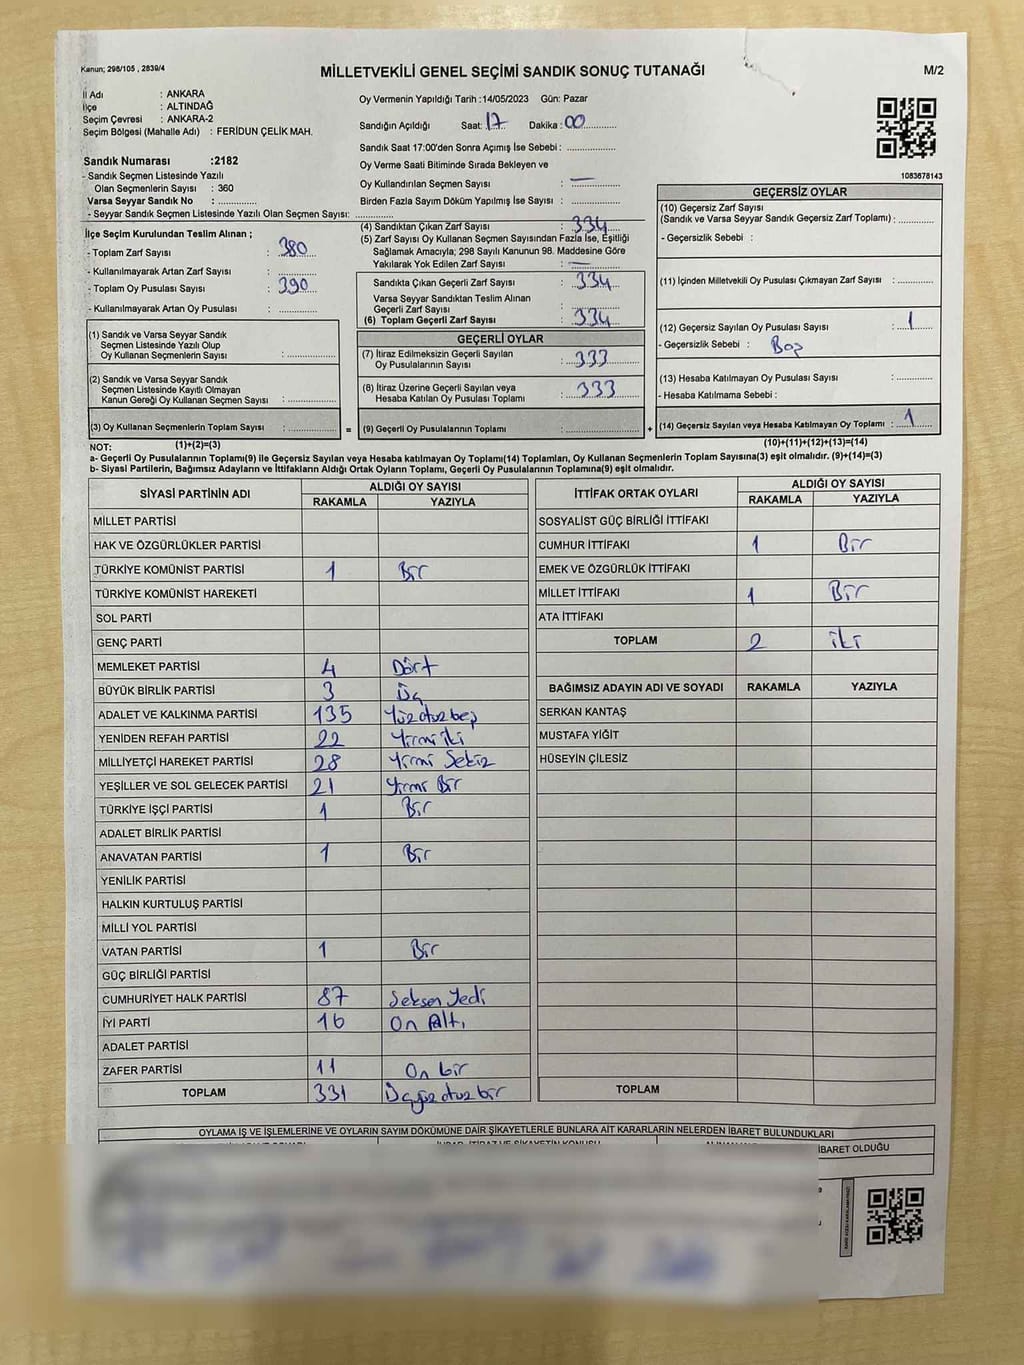 Kanun; 298/105 , 2839/4
MİLLETVEKİLİ GENEL SEÇİMİ SANDIK SONUÇ TUTANAĞI
M/2
İl Adı : ANKARA
İlçe : ALTINDAĞ
Seçim Çevresi : ANKARA-2
Seçim Bölgesi (Mahalle Adı) : FERİDUN ÇELİK MAH.
Sandık Numarası :2182
- Sandık Seçmen Listesinde Yazılı
Olan Seçmenlerin Sayısı : 360
Varsa Seyyar Sandık No : ..............
- Seyyar Sandık Seçmen Listesinde Yazılı Olan Seçmen Sayısı: ..............
Oy Vermenin Yapıldığı Tarih :14/05/2023 Gün: Pazar
Sandığın Açıldığı Saat: 17 Dakika : 00
Sandık Saat 17:00'den Sonra Açımış İse Sebebi : ..............
Oy Verme Saati Bitiminde Sırada Bekleyen ve
Oy Kullandırılan Seçmen Sayısı : —
Birden Fazla Sayım Döküm Yapılmış İse Sayısı : ..............
1083678143
İlçe Seçim Kurulundan Teslim Alınan ;
- Toplam Zarf Sayısı : 380
- Kullanılmayarak Artan Zarf Sayısı : ..............
- Toplam Oy Pusulası Sayısı : 390
- Kullanılmayarak Artan Oy Pusulası : ..............
(1) Sandık ve Varsa Seyyar Sandık
Seçmen Listesinde Yazılı Olup
Oy Kullanan Seçmenlerin Sayısı : ..............
(2) Sandık ve Varsa Seyyar Sandık
Seçmen Listesinde Kayıtlı Olmayan
Kanun Gereği Oy Kullanan Seçmen Sayısı : ..............
(3) Oy Kullanan Seçmenlerin Toplam Sayısı : ..............
(4) Sandıktan Çıkan Zarf Sayısı : 334
(5) Zarf Sayısı Oy Kullanan Seçmen Sayısından Fazla İse, Eşitliği
Sağlamak Amacıyla; 298 Sayılı Kanunun 98. Maddesine Göre
Yakılarak Yok Edilen Zarf Sayısı : —
Sandıkta Çıkan Geçerli Zarf Sayısı : 334
Varsa Seyyar Sandıktan Teslim Alınan
Geçerli Zarf Sayısı : ..............
(6) Toplam Geçerli Zarf Sayısı : 334
GEÇERLİ OYLAR
(7) İtiraz Edilmeksizin Geçerli Sayılan
Oy Pusulalarının Sayısı : 333
(8) İtiraz Üzerine Geçerli Sayılan veya
Hesaba Katılan Oy Pusulası Toplamı : 333
= (9) Geçerli Oy Pusulalarının Toplamı : .............. +
GEÇERSİZ OYLAR
(10) Geçersiz Zarf Sayısı
(Sandık ve Varsa Seyyar Sandık Geçersiz Zarf Toplamı) : ..............
- Geçersizlik Sebebi :
(11) İçinden Milletvekili Oy Pusulası Çıkmayan Zarf Sayısı : ..............
(12) Geçersiz Sayılan Oy Pusulası Sayısı : 1
- Geçersizlik Sebebi : Boş
(13) Hesaba Katılmayan Oy Pusulası Sayısı : ..............
- Hesaba Katılmama Sebebi :
(14) Geçersiz Sayılan veya Hesaba Katılmayan Oy Toplamı : 1
NOT: (1)+(2)=(3) (10)+(11)+(12)+(13)=(14)
a- Geçerli Oy Pusulasının Toplamı(9) ile Geçersiz Sayılan veya Hesaba katılmayan Oy Toplamı(14) Toplamları, Oy Kullanan Seçmenlerin Toplam Sayısına(3) eşit olmalıdır. (9)+(14)=(3)
b- Siyasi Partilerin, Bağımsız Adayların ve İttifakların Aldığı Ortak Oyların Toplamı, Geçerli Oy Pusulalarının Toplamına(9) eşit olmalıdır.
SİYASİ PARTİNİN ADI ALDIĞI OY SAYISI
RAKAMLA YAZIYLA
MİLLET PARTİSİ
HAK VE ÖZGÜRLÜKLER PARTİSİ
TÜRKİYE KOMÜNİST PARTİSİ 1 Bir
TÜRKİYE KOMÜNİST HAREKETİ
SOL PARTİ
GENÇ PARTİ
MEMLEKET PARTİSİ 4 Dört
BÜYÜK BİRLİK PARTİSİ 3 Üç
ADALET VE KALKINMA PARTİSİ 135 Yüzotuzbeş
YENİDEN REFAH PARTİSİ 22 Yirmi iki
MİLLİYETÇİ HAREKET PARTİSİ 28 Yirmi Sekiz
YEŞİLLER VE SOL GELECEK PARTİSİ 21 Yirmi Bir
TÜRKİYE İŞÇİ PARTİSİ 1 Bir
ADALET BİRLİK PARTİSİ
ANAVATAN PARTİSİ 1 Bir
YENİLİK PARTİSİ
HALKIN KURTULUŞ PARTİSİ
MİLLİ YOL PARTİSİ
VATAN PARTİSİ 1 Bir
GÜÇ BİRLİĞİ PARTİSİ
CUMHURİYET HALK PARTİSİ 87 Seksen Yedi
İYİ PARTİ 16 On Altı
ADALET PARTİSİ
ZAFER PARTİSİ 11 On bir
TOPLAM 331 Üçyüz otuz bir
İTTİFAK ORTAK OYLARI ALDIĞI OY SAYISI
RAKAMLA YAZIYLA
SOSYALİST GÜÇ BİRLİĞİ İTTİFAKI
CUMHUR İTTİFAKI 1 Bir
EMEK VE ÖZGÜRLÜK İTTİFAKI
MİLLET İTTİFAKI 1 Bir
ATA İTTİFAKI
TOPLAM 2 iki
BAĞIMSIZ ADAYIN ADI VE SOYADI RAKAMLA YAZIYLA
SERKAN KANTAŞ
MUSTAFA YİĞİT
HÜSEYİN ÇİLESİZ
TOPLAM
OYLAMA İŞ VE İŞLEMLERİNE VE OYLARIN SAYIM DÖKÜMÜNE DAİR ŞİKAYETLERLE BUNLARA AİT KARARLARIN NELERDEN İBARET BULUNDUKLARI
İBARET OLDUĞU